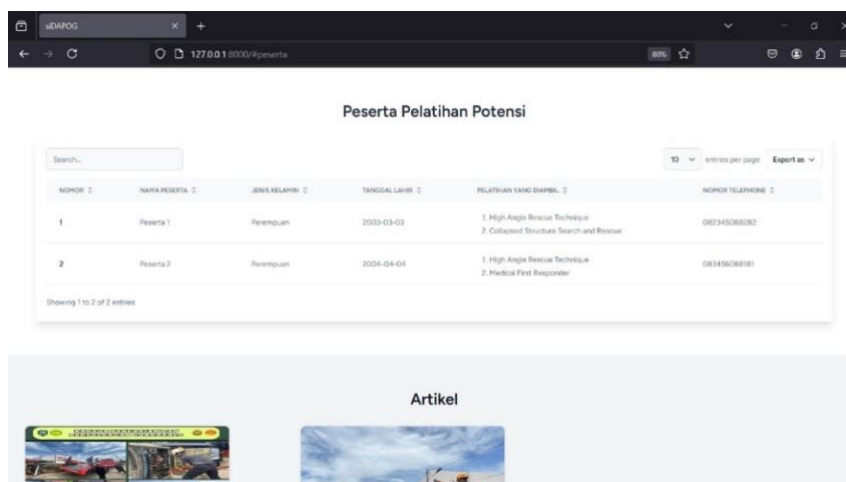 siDAPOG
127.0.0.1:8000/#peserta
80%
Peserta Pelatihan Potensi
Search...
10 entries per page Export as
NOMOR NAMA PESERTA JENIS KELAMIN TANGGAL LAHIR PELATIHAN YANG DIAMBIL NOMOR TELEPHONE
1 Peserta 1 Perempuan 2003-03-03 1. High Angle Rescue Technique 082345088282
2. Collapsed Structure Search and Rescue
2 Peserta 2 Perempuan 2004-04-04 1. High Angle Rescue Technique 083456088181
2. Medical First Responder
Showing 1 to 2 of 2 entries
Artikel